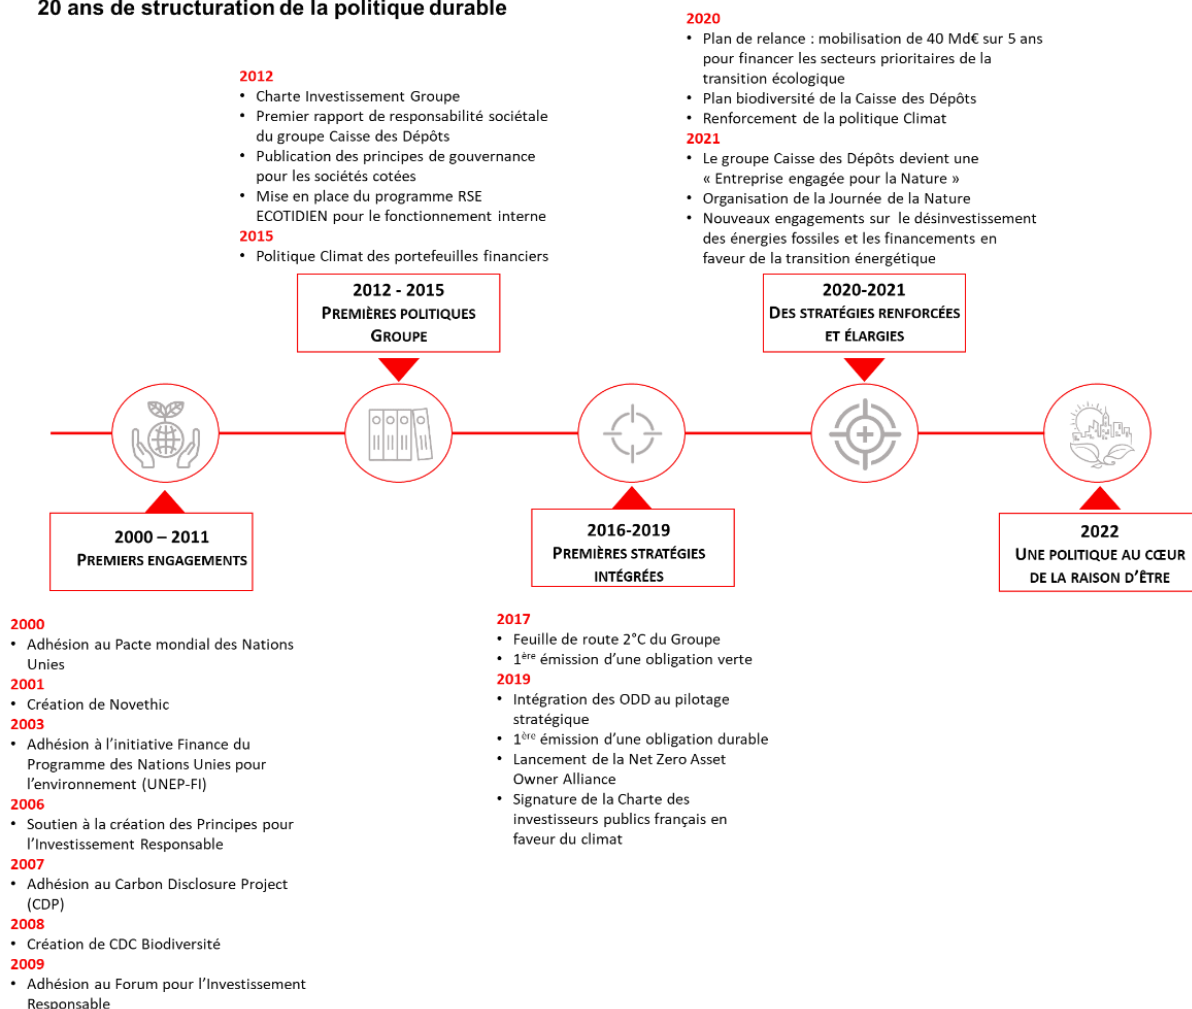 20 ans de structuration de la politique durable
2012
• Charte Investissement Groupe
• Premier rapport de responsabilité sociétale
du groupe Caisse des Dépôts
• Publication des principes de gouvernance
pour les sociétés cotées
• Mise en place du programme RSE
ECOTIDIEN pour le fonctionnement interne
2015
• Politique Climat des portefeuilles financiers
2020
• Plan de relance : mobilisation de 40 Md€ sur 5 ans
pour financer les secteurs prioritaires de la
transition écologique
• Plan biodiversité de la Caisse des Dépôts
• Renforcement de la politique Climat
2021
• Le groupe Caisse des Dépôts devient une
« Entreprise engagée pour la Nature »
• Organisation de la Journée de la Nature
• Nouveaux engagements sur le désinvestissement
des énergies fossiles et les financements en
faveur de la transition énergétique
2012 - 2015
PREMIÈRES POLITIQUES
GROUPE
2020-2021
DES STRATÉGIES RENFORCÉES
ET ÉLARGIES
2000 – 2011
PREMIERS ENGAGEMENTS
2016-2019
PREMIÈRES STRATÉGIES
INTÉGRÉES
2022
UNE POLITIQUE AU CŒUR
DE LA RAISON D'ÊTRE
2000
• Adhésion au Pacte mondial des Nations
Unies
2001
• Création de Novethic
2003
• Adhésion à l'initiative Finance du
Programme des Nations Unies pour
l'environnement (UNEP-FI)
2006
• Soutien à la création des Principes pour
l'Investissement Responsable
2007
• Adhésion au Carbon Disclosure Project
(CDP)
2008
• Création de CDC Biodiversité
2009
• Adhésion au Forum pour l'Investissement
Responsable
2017
• Feuille de route 2°C du Groupe
• 1ère émission d'une obligation verte
2019
• Intégration des ODD au pilotage
stratégique
• 1ère émission d'une obligation durable
• Lancement de la Net Zero Asset
Owner Alliance
• Signature de la Charte des
investisseurs publics français en
faveur du climat